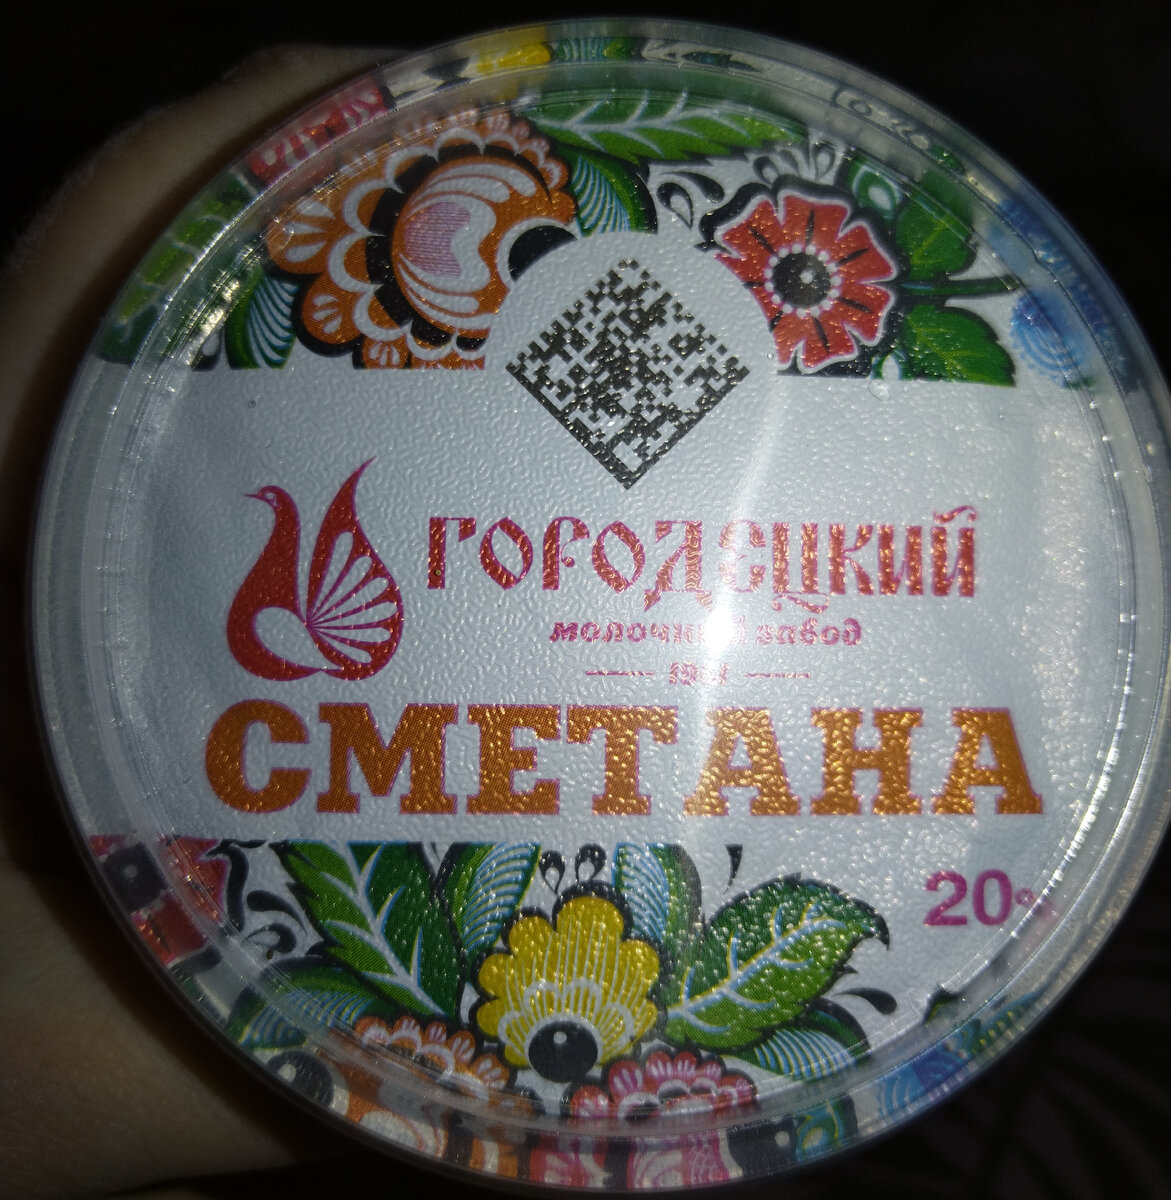 ГОРОДЕЦКИЙ
молочный завод
СМЕТАНА
20%